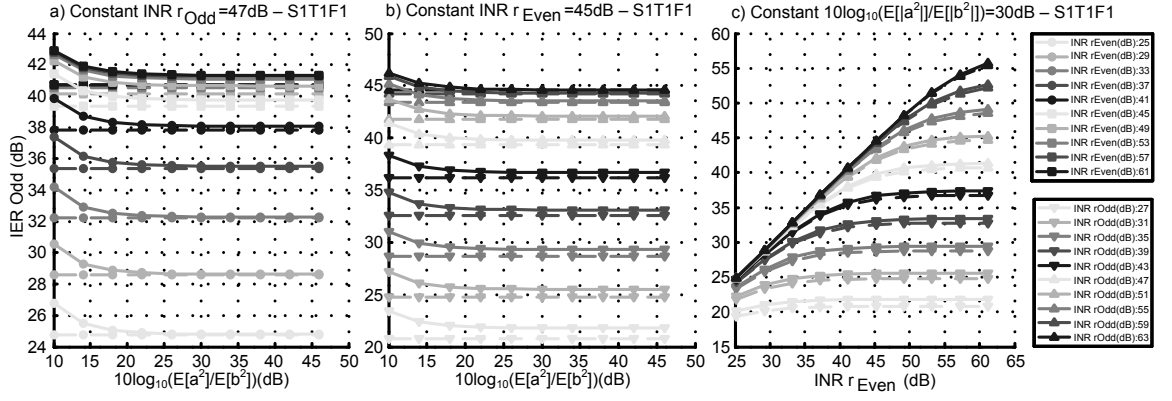 a) Constant INR rOdd=47dB – S1T1F1
b) Constant INR rEven=45dB – S1T1F1
c) Constant 10log10(E[|a²|]/E[|b²|])=30dB – S1T1F1
IER Odd (dB)
44
42
40
38
36
34
32
30
28
26
24
10 15 20 25 30 35 40 45 50
10log10(E[a²]/E[b²])(dB)
50
45
40
35
30
25
20
10 15 20 25 30 35 40 45 50
10log10(E[a²]/E[b²])(dB)
60
55
50
45
40
35
30
25
20
15
25 30 35 40 45 50 55 60 65
INR rEven (dB)
INR rEven(dB):25
INR rEven(dB):29
INR rEven(dB):33
INR rEven(dB):37
INR rEven(dB):41
INR rEven(dB):45
INR rEven(dB):49
INR rEven(dB):53
INR rEven(dB):57
INR rEven(dB):61
INR rOdd(dB):27
INR rOdd(dB):31
INR rOdd(dB):35
INR rOdd(dB):39
INR rOdd(dB):43
INR rOdd(dB):47
INR rOdd(dB):51
INR rOdd(dB):55
INR rOdd(dB):59
INR rOdd(dB):63